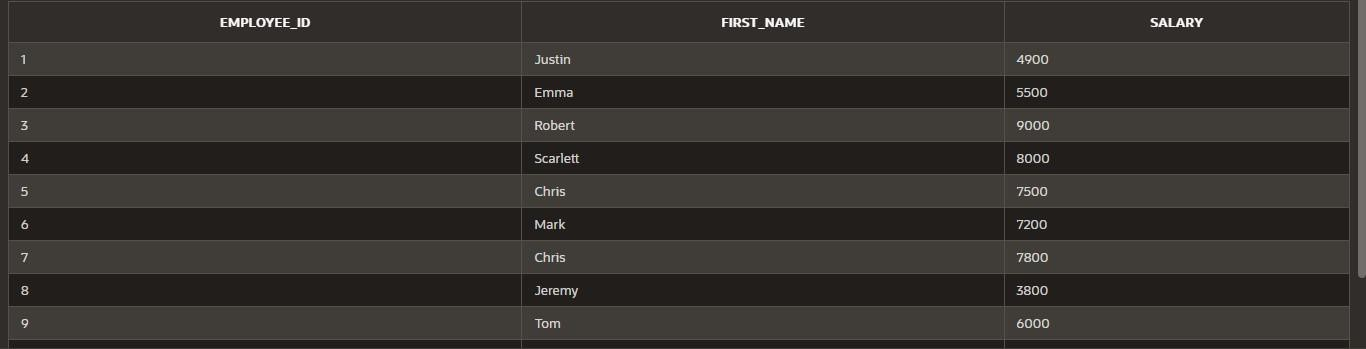 EMPLOYEE_ID FIRST_NAME SALARY
1 Justin 4900
2 Emma 5500
3 Robert 9000
4 Scarlett 8000
5 Chris 7500
6 Mark 7200
7 Chris 7800
8 Jeremy 3800
9 Tom 6000